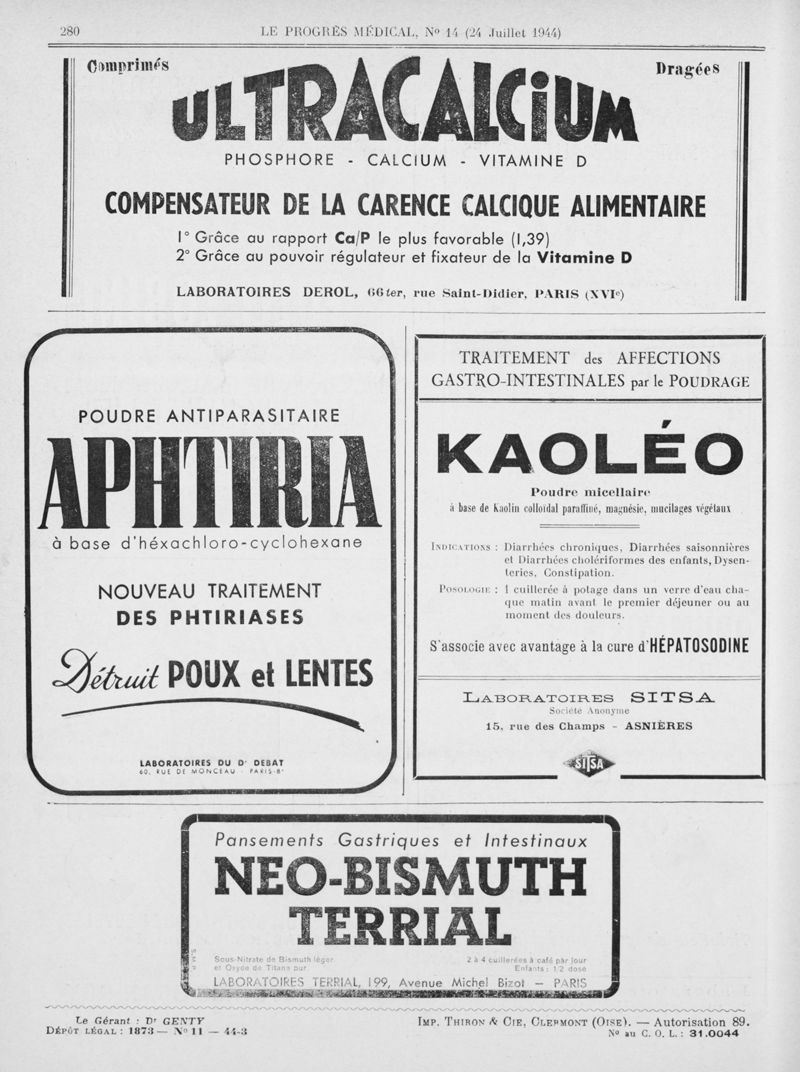 280
LE PROGRÈS MÉDICAL, Nº 14 (24 Juillet 1944)
Comprimés
Dragées
ULTRACALCiUM
PHOSPHORE - CALCIUM - VITAMINE D
COMPENSATEUR DE LA CARENCE CALCIQUE ALIMENTAIRE
1° Grâce au rapport Ca/P le plus favorable (1,39)
2° Grâce au pouvoir régulateur et fixateur de la Vitamine D
LABORATOIRES DEROL, 66ter, rue Saint-Didier, PARIS (XVIe)
POUDRE ANTIPARASITAIRE
APHTIRIA
à base d'héxachloro-cyclohexane
NOUVEAU TRAITEMENT
DES PHTIRIASES
Détruit POUX et LENTES
LABORATOIRES DU Dr DEBAT
60, RUE DE MONCEAU - PARIS-8e
TRAITEMENT des AFFECTIONS
GASTRO-INTESTINALES par le POUDRAGE
KAOLÉO
Poudre micellaire
à base de Kaolin colloïdal paraffiné, magnésie, mucilages végétaux
INDICATIONS : Diarrhées chroniques, Diarrhées saisonnières
et Diarrhées cholériformes des enfants, Dysen-
teries, Constipation.
POSOLOGIE : 1 cuillerée à potage dans un verre d'eau cha-
que matin avant le premier déjeuner ou au
moment des douleurs.
S'associe avec avantage à la cure d'HÉPATOSODINE
LABORATOIRES SITSA
Société Anonyme
15, rue des Champs - ASNIÈRES
SITSA
Pansements Gastriques et Intestinaux
NEO-BISMUTH
TERRIAL
Sous-Nitrate de Bismuth léger
et Oxyde de Titane pur
2 à 4 cuillerées à café par jour
Enfants : 1/2 dose
LABORATOIRES TERRIAL, 199, Avenue Michel Bizot - PARIS
Le Gérant : Dr GENTY
DÉPÔT LÉGAL : 1873 — Nº 11 — 44-3
IMP. THIRON & CIE, CLERMONT (OISE). — Autorisation 89.
Nº au C. O. L. : 31.0044